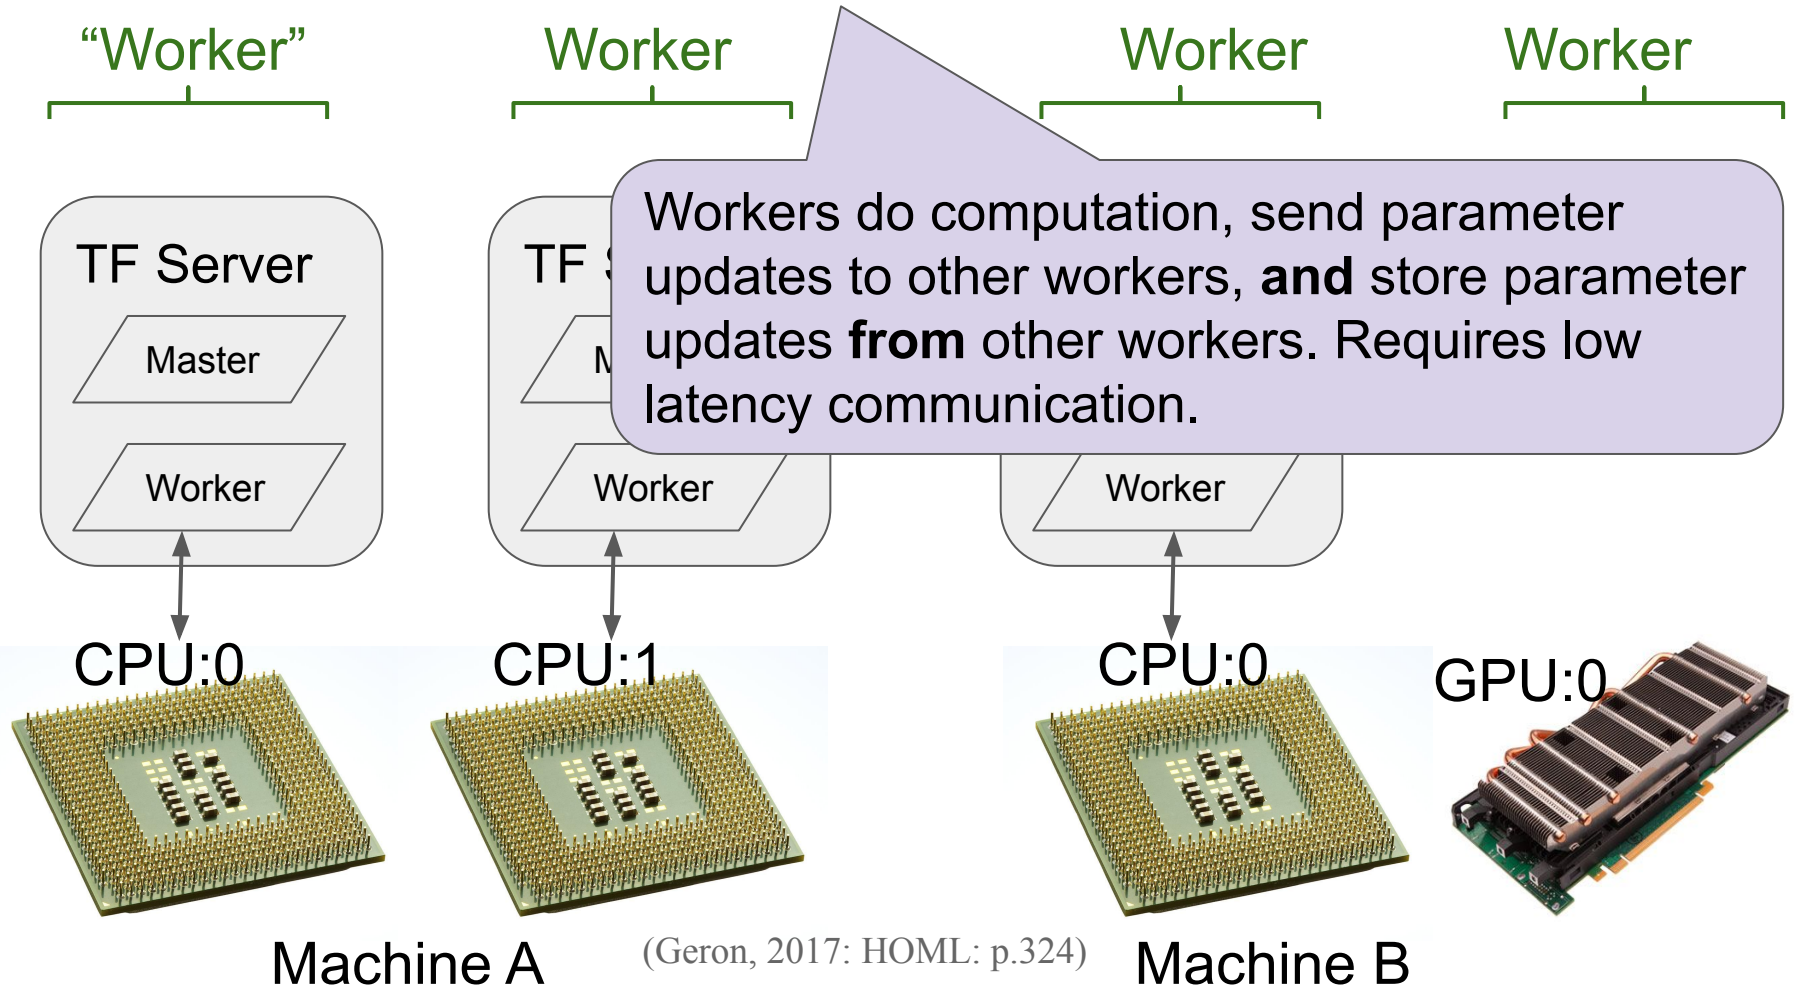 “Worker” Worker Worker Worker
Workers do computation, send parameter
updates to other workers, and store parameter
updates from other workers. Requires low
latency communication.
TF Server TF
Master
Worker Worker Worker
CPU:0 CPU:1 CPU:0 GPU:0
Machine A (Geron, 2017: HOML: p.324) Machine B